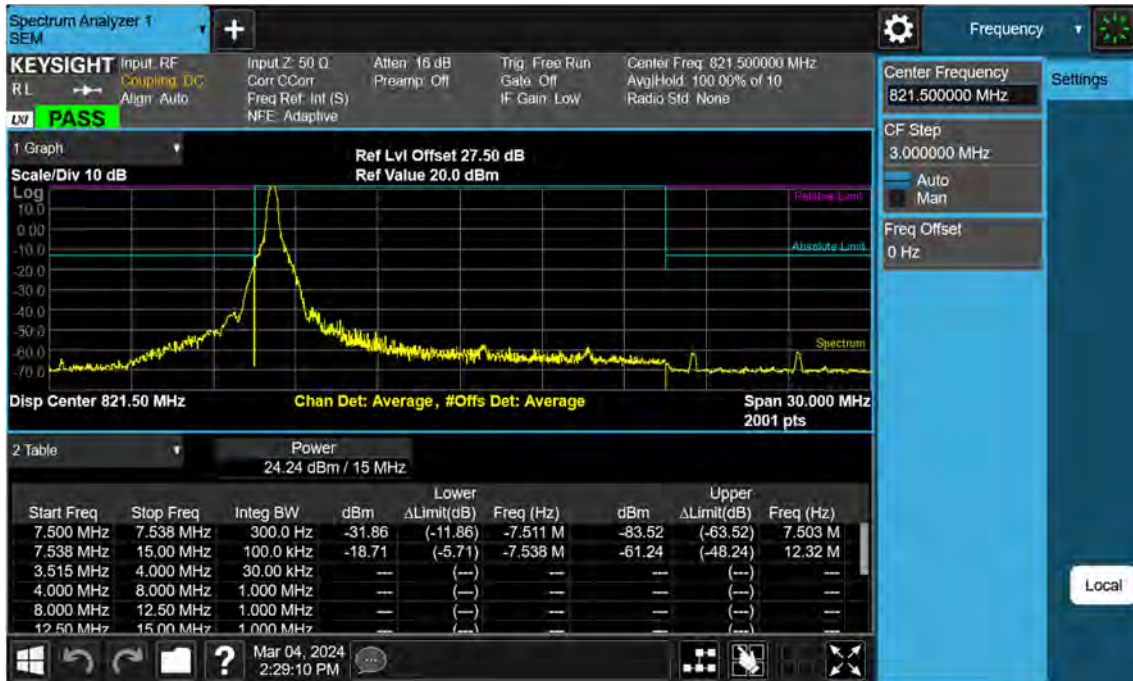 Spectrum Analyzer 1
SEM
Frequency
KEYSIGHT
RL
LXI
PASS
Input: RF
Coupling: DC
Align: Auto
Input Z: 50 Ω
Corr CCorr
Freq Ref: Int (S)
NFE: Adaptive
Atten: 16 dB
Preamp: Off
Trig: Free Run
Gate: Off
IF Gain: Low
Center Freq: 821.500000 MHz
Avg|Hold: 100.00% of 10
Radio Std: None
Center Frequency
821.500000 MHz
Settings
CF Step
3.000000 MHz
Auto
Man
Freq Offset
0 Hz
Local
1 Graph
Scale/Div 10 dB
Ref Lvl Offset 27.50 dB
Ref Value 20.0 dBm
Log
10.0
0.00
-10.0
-20.0
-30.0
-40.0
-50.0
-60.0
-70.0
Relative Limit
Absolute Limit
Spectrum
Disp Center 821.50 MHz
Chan Det: Average, #Offs Det: Average
Span 30.000 MHz
2001 pts
2 Table
Power
24.24 dBm / 15 MHz
Lower Upper
Start Freq Stop Freq Integ BW dBm ΔLimit(dB) Freq (Hz) dBm ΔLimit(dB) Freq (Hz)
7.500 MHz 7.538 MHz 300.0 Hz -31.86 (-11.86) -7.511 M -83.52 (-63.52) 7.503 M
7.538 MHz 15.00 MHz 100.0 kHz -18.71 (-5.71) -7.538 M -61.24 (-48.24) 12.32 M
3.515 MHz 4.000 MHz 30.00 kHz --- (---) --- --- (---) ---
4.000 MHz 8.000 MHz 1.000 MHz --- (---) --- --- (---) ---
8.000 MHz 12.50 MHz 1.000 MHz --- (---) --- --- (---) ---
12.50 MHz 15.00 MHz 1.000 MHz --- (---) --- --- (---) ---
?
Mar 04, 2024
2:29:10 PM